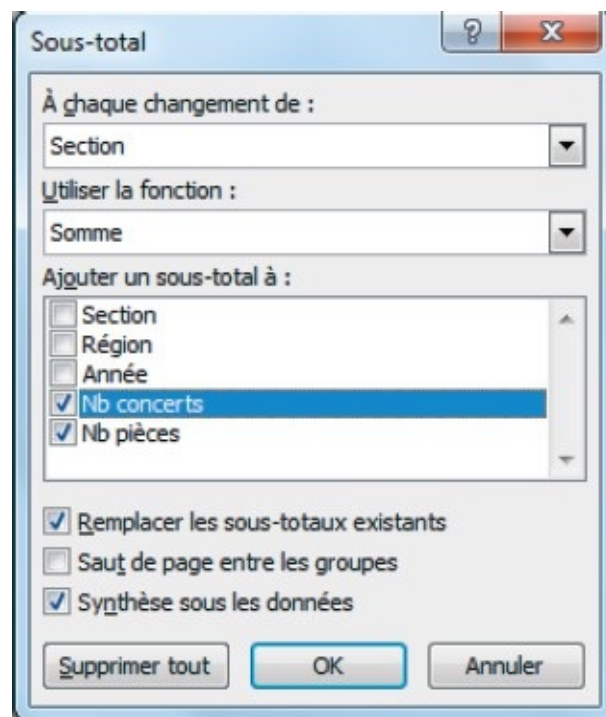 Sous-total
À chaque changement de :
Section
Utiliser la fonction :
Somme
Ajouter un sous-total à :
Section
Région
Année
Nb concerts
Nb pièces
Remplacer les sous-totaux existants
Saut de page entre les groupes
Synthèse sous les données
Supprimer tout OK Annuler